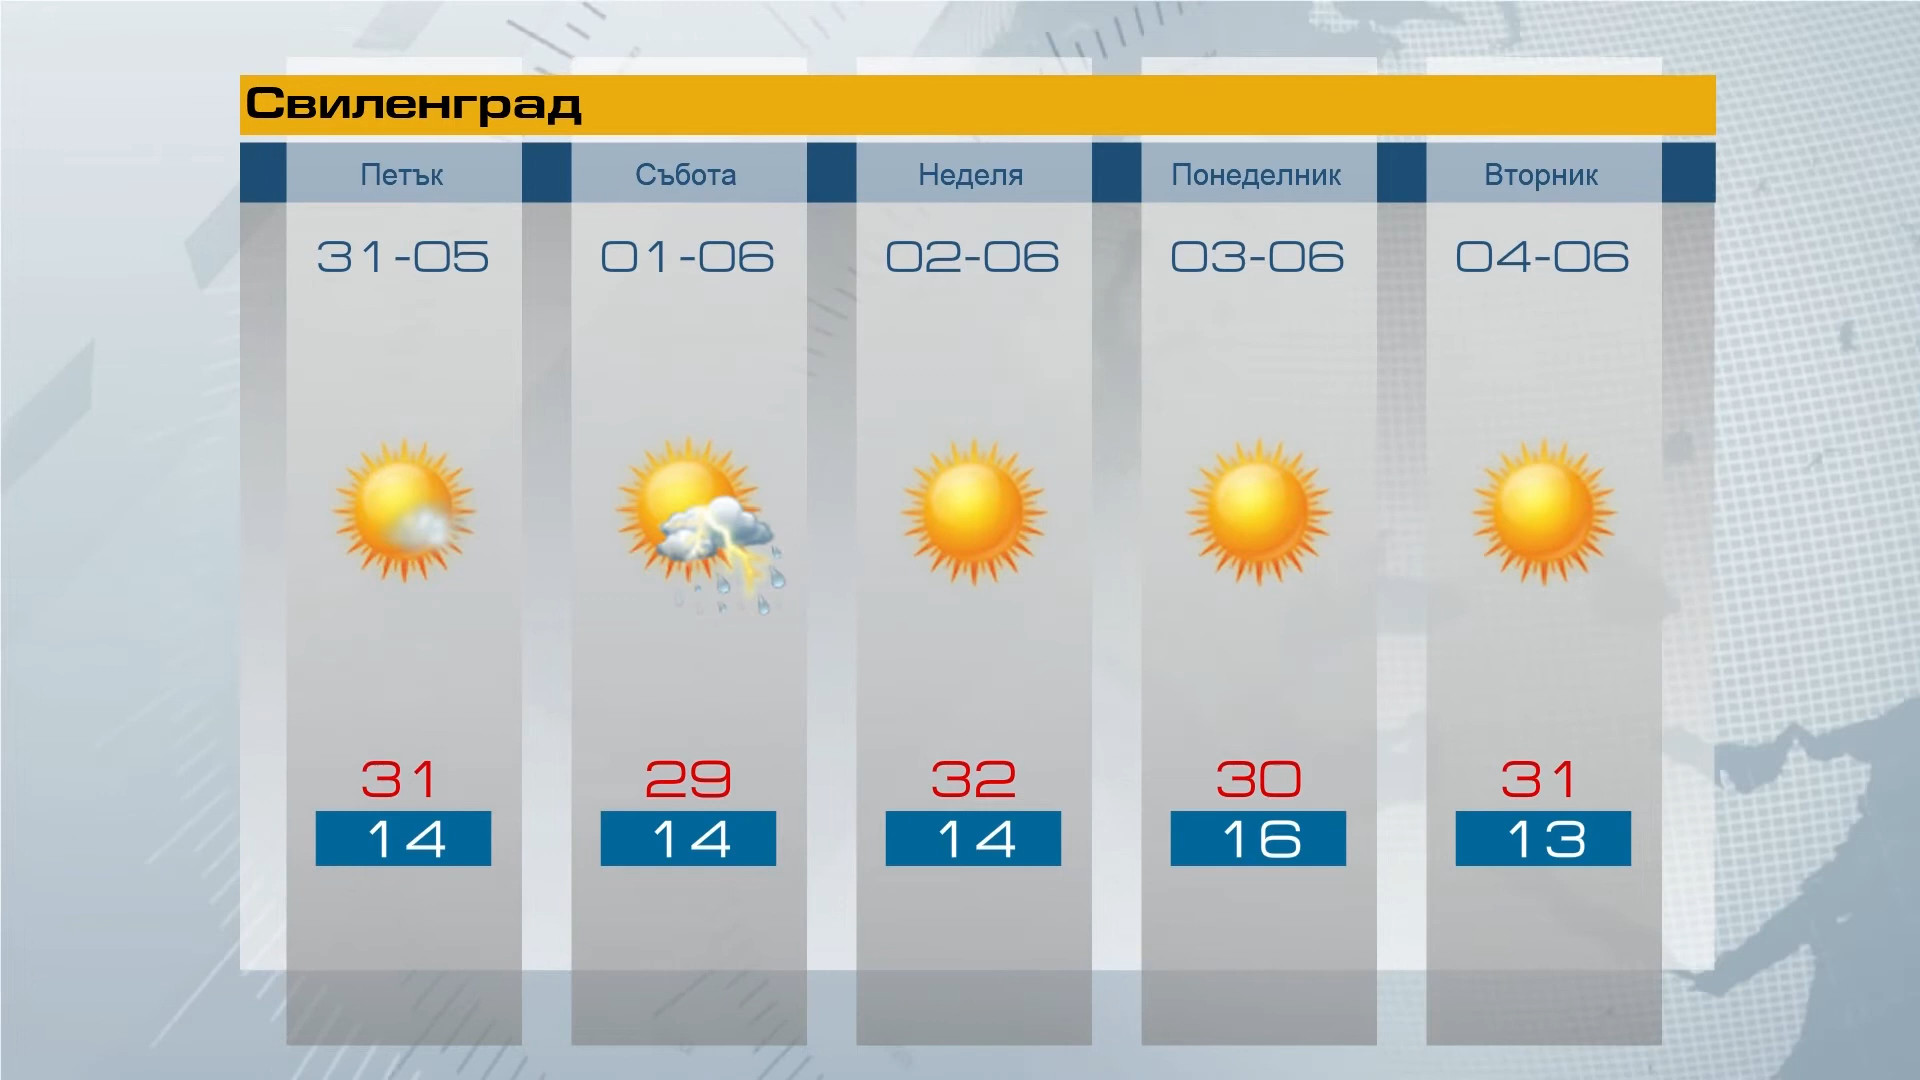 Свиленград
Петък Събота Неделя Понеделник Вторник
31-05 01-06 02-06 03-06 04-06
31 29 32 30 31
14 14 14 16 13